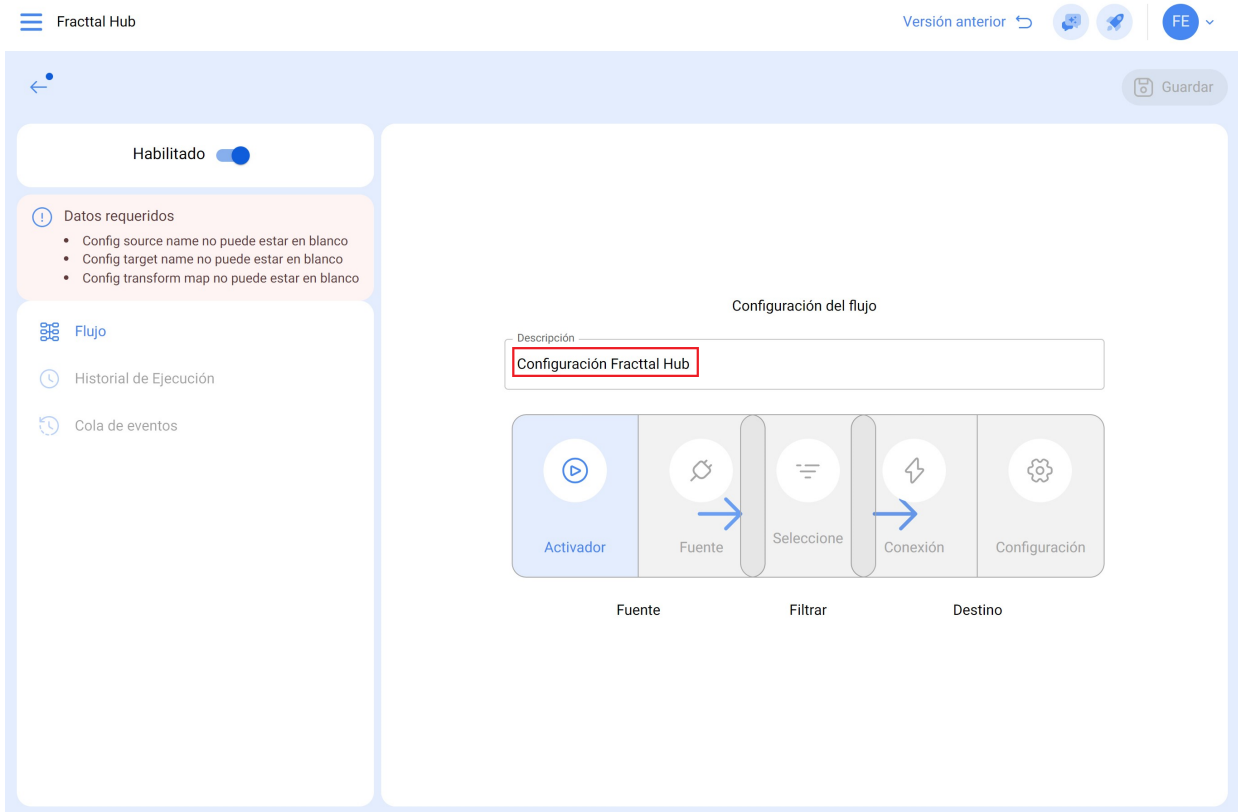 Fracttal Hub
Versión anterior
FE
Guardar
Habilitado
Datos requeridos
Config source name no puede estar en blanco
Config target name no puede estar en blanco
Config transform map no puede estar en blanco
Flujo
Historial de Ejecución
Cola de eventos
Configuración del flujo
Descripción
Configuración Fracttal Hub
Activador
Fuente
Seleccione
Conexión
Configuración
Fuente
Filtrar
Destino